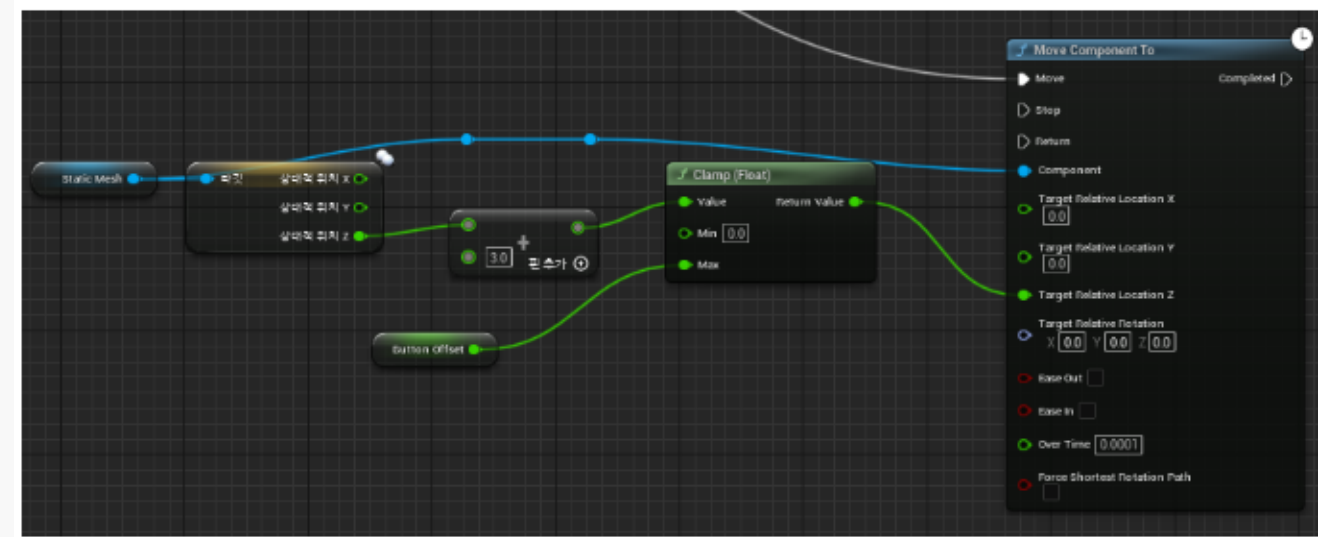 Move Component To
Move
Completed
Stop
Return
Static Mesh
타깃
상대적 위치 X
Component
Clamp (Float)
상대적 위치 Y
Value
Return Value
Target Relative Location X
0.0
상대적 위치 Z
Min 0.0
3.0
핀 추가
Max
Target Relative Location Y
0.0
Target Relative Location Z
Button Offset
Target Relative Rotation
X 0.0 Y 0.0 Z 0.0
Ease Out
Ease In
Over Time 0.0001
Force Shortest Rotation Path